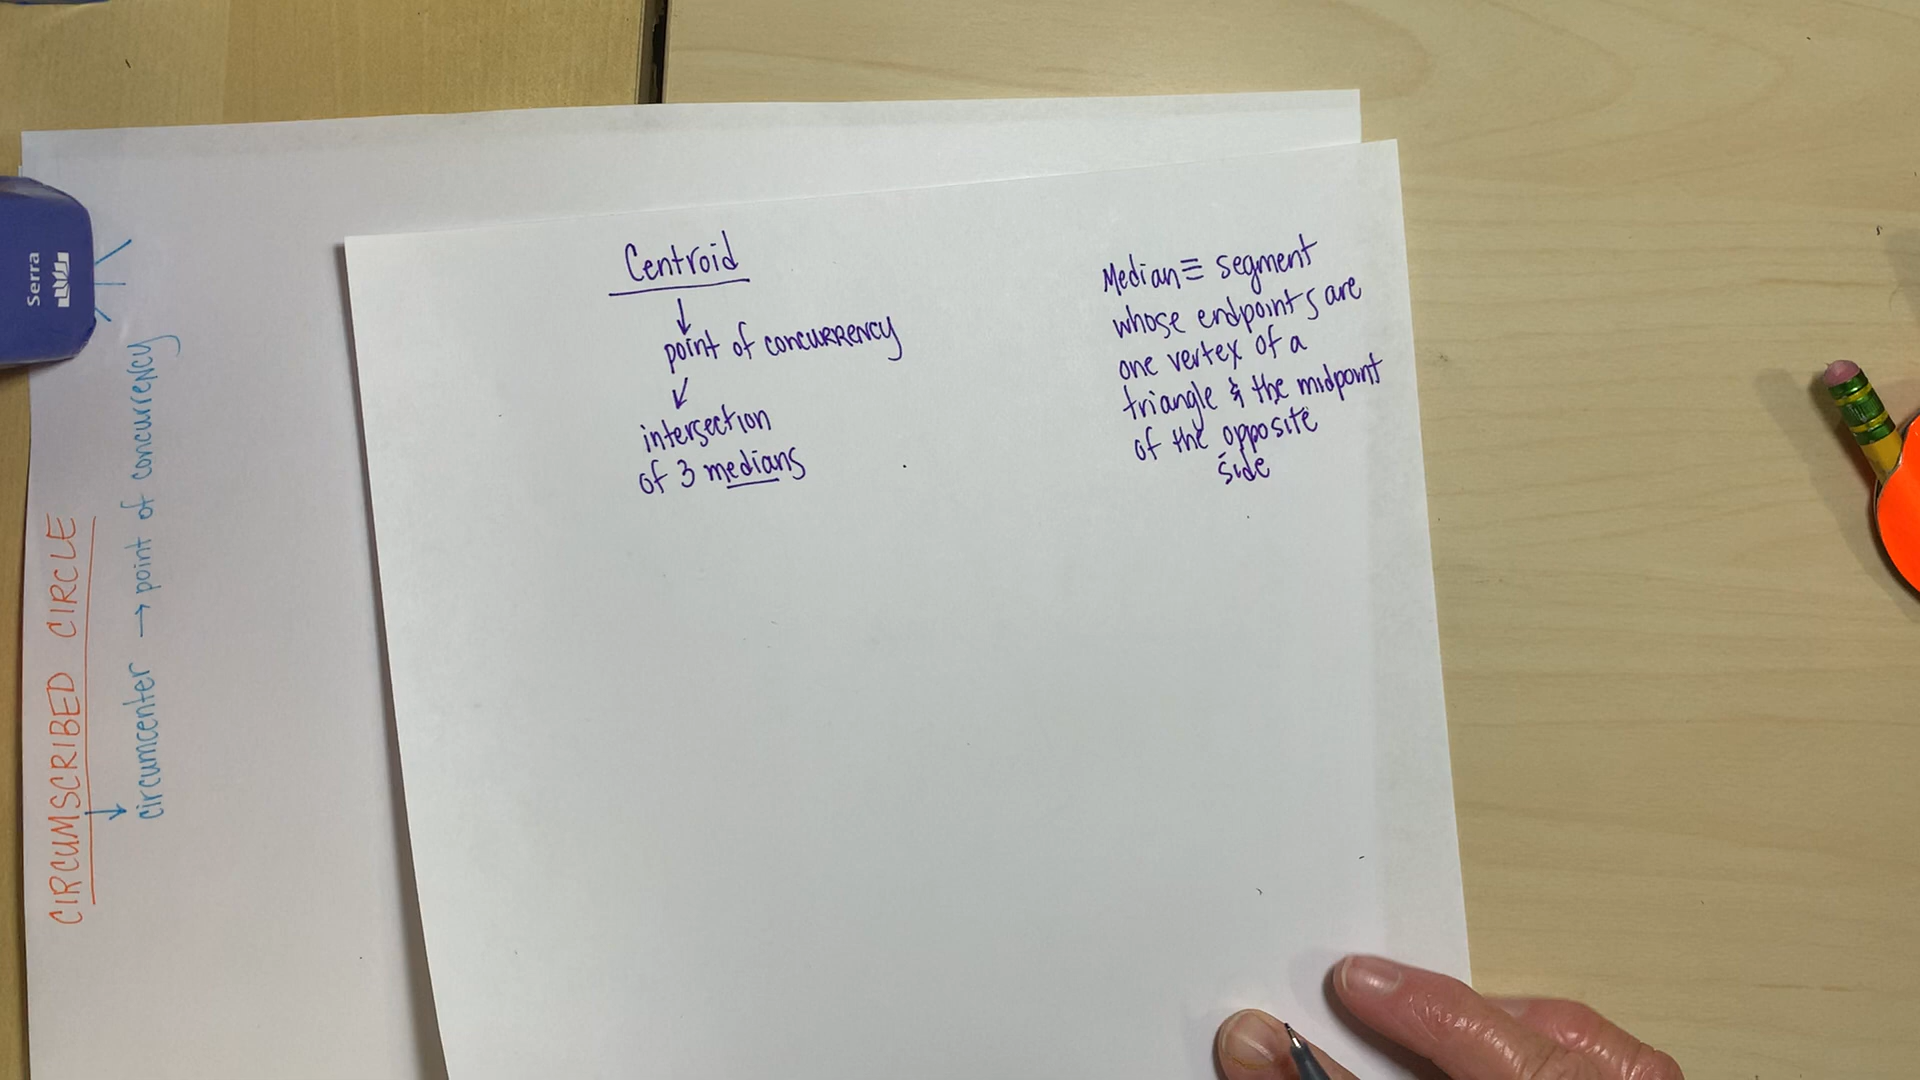 Centroid
point of concurrency
intersection
of 3 medians
Median ≡ segment
whose endpoints are
one vertex of a
triangle & the midpoint
of the opposite
side
CIRCUMSCRIBED CIRCLE
circumcenter → point of concurrency
Serra